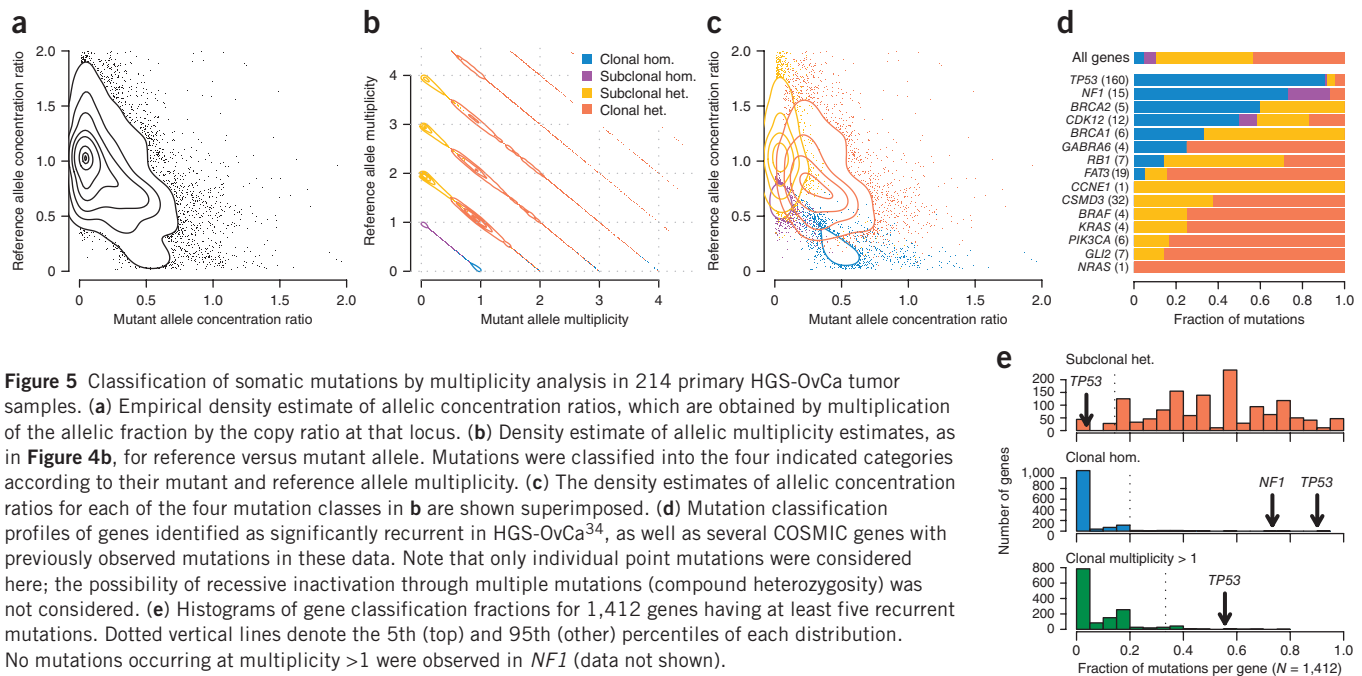 a
2.0
1.5
1.0
0.5
0
Reference allele concentration ratio
0
0.5
1.0
1.5
2.0
Mutant allele concentration ratio
b
4
3
2
1
0
Reference allele multiplicity
0
1
2
3
4
Mutant allele multiplicity
Clonal hom.
Subclonal hom.
Subclonal het.
Clonal het.
c
2.0
1.5
1.0
0.5
0
Reference allele concentration ratio
0
0.5
1.0
1.5
2.0
Mutant allele concentration ratio
d
All genes
TP53 (160)
NF1 (15)
BRCA2 (5)
CDK12 (12)
BRCA1 (6)
GABRA6 (4)
RB1 (7)
FAT3 (19)
CCNE1 (1)
CSMD3 (32)
BRAF (4)
KRAS (4)
PIK3CA (6)
GLI2 (7)
NRAS (1)
0 0.2 0.4 0.6 0.8 1.0
Fraction of mutations
Figure 5 Classification of somatic mutations by multiplicity analysis in 214 primary HGS-OvCa tumor
samples. (a) Empirical density estimate of allelic concentration ratios, which are obtained by multiplication
of the allelic fraction by the copy ratio at that locus. (b) Density estimate of allelic multiplicity estimates, as
in Figure 4b, for reference versus mutant allele. Mutations were classified into the four indicated categories
according to their mutant and reference allele multiplicity. (c) The density estimates of allelic concentration
ratios for each of the four mutation classes in b are shown superimposed. (d) Mutation classification
profiles of genes identified as significantly recurrent in HGS-OvCa34, as well as several COSMIC genes with
previously observed mutations in these data. Note that only individual point mutations were considered
here; the possibility of recessive inactivation through multiple mutations (compound heterozygosity) was
not considered. (e) Histograms of gene classification fractions for 1,412 genes having at least five recurrent
mutations. Dotted vertical lines denote the 5th (top) and 95th (other) percentiles of each distribution.
No mutations occurring at multiplicity >1 were observed in NF1 (data not shown).
e
Subclonal het.
200
150
100
50
0
TP53
Clonal hom.
1,000
800
600
400
200
0
NF1
TP53
Clonal multiplicity > 1
800
600
400
200
0
TP53
Number of genes
0 0.2 0.4 0.6 0.8 1.0
Fraction of mutations per gene (N = 1,412)